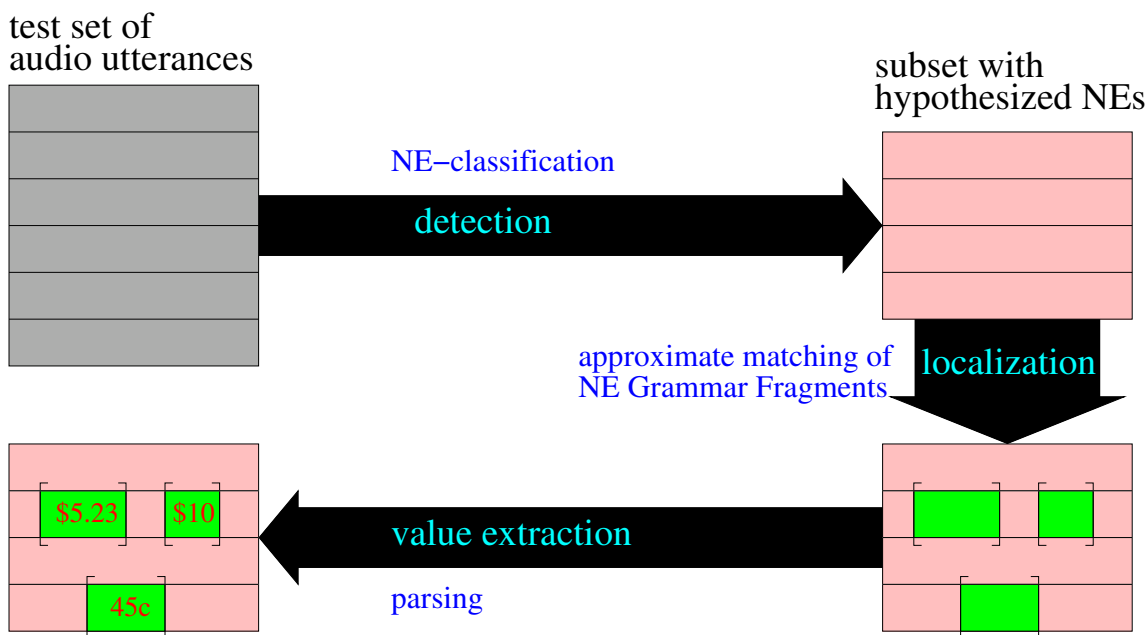 test set of
audio utterances
subset with
hypothesized NEs
NE−classification
detection
approximate matching of
NE Grammar Fragments
localization
$5.23
$10
value extraction
45c
parsing